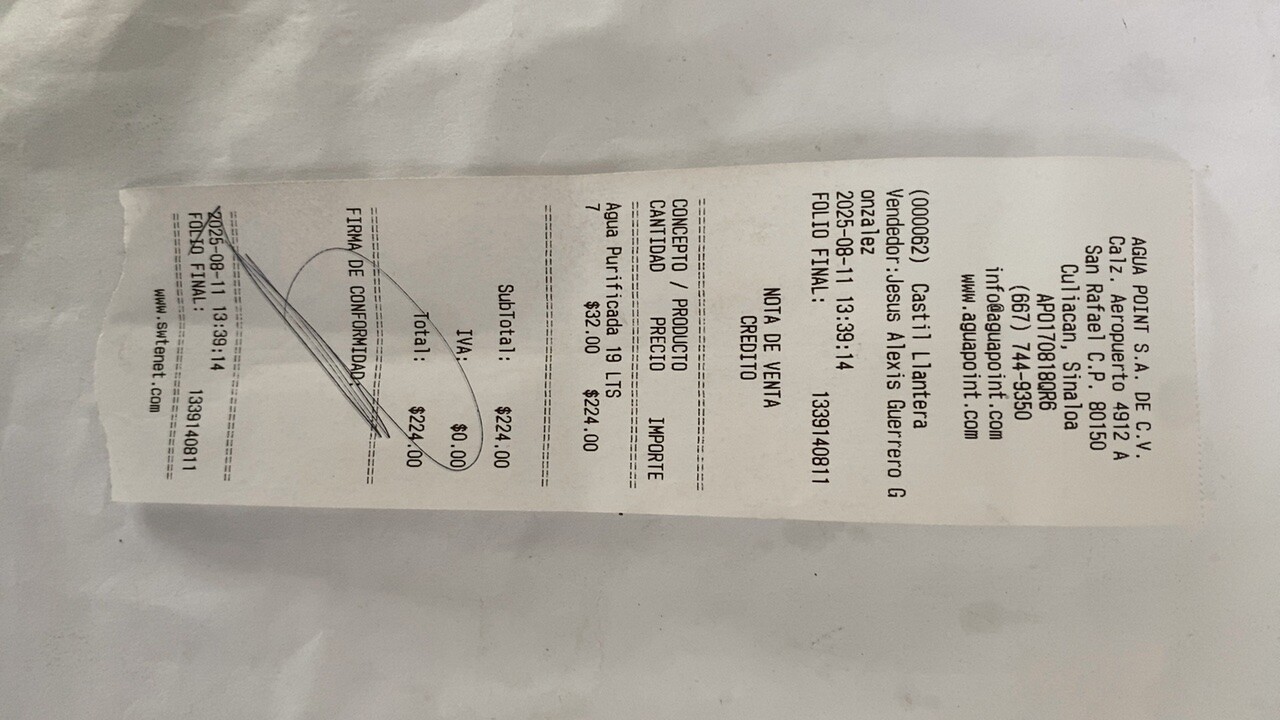 AGUA POINT S.A. DE C.V.
Calz. Aeropuerto 4912 A
San Rafael C.P. 80150
Culiacan, Sinaloa
APO170818QR6
(667) 744-9350
info@aguapoint.com
www.aguapoint.com
(000062) Castil Llantera
Vendedor:Jesus Alexis Guerrero G
onzalez
2025-08-11 13:39:14
FOLIO FINAL: 1339140811
NOTA DE VENTA
CREDITO
CONCEPTO / PRODUCTO
CANTIDAD PRECIO IMPORTE
Agua Purificada 19 LTS
7 $32.00 $224.00
SubTotal: $224.00
IVA: $0.00
Total: $224.00
FIRMA DE CONFORMIDAD:
2025-08-11 13:39:14
FOLIO FINAL: 1339140811
www.swtenet.com